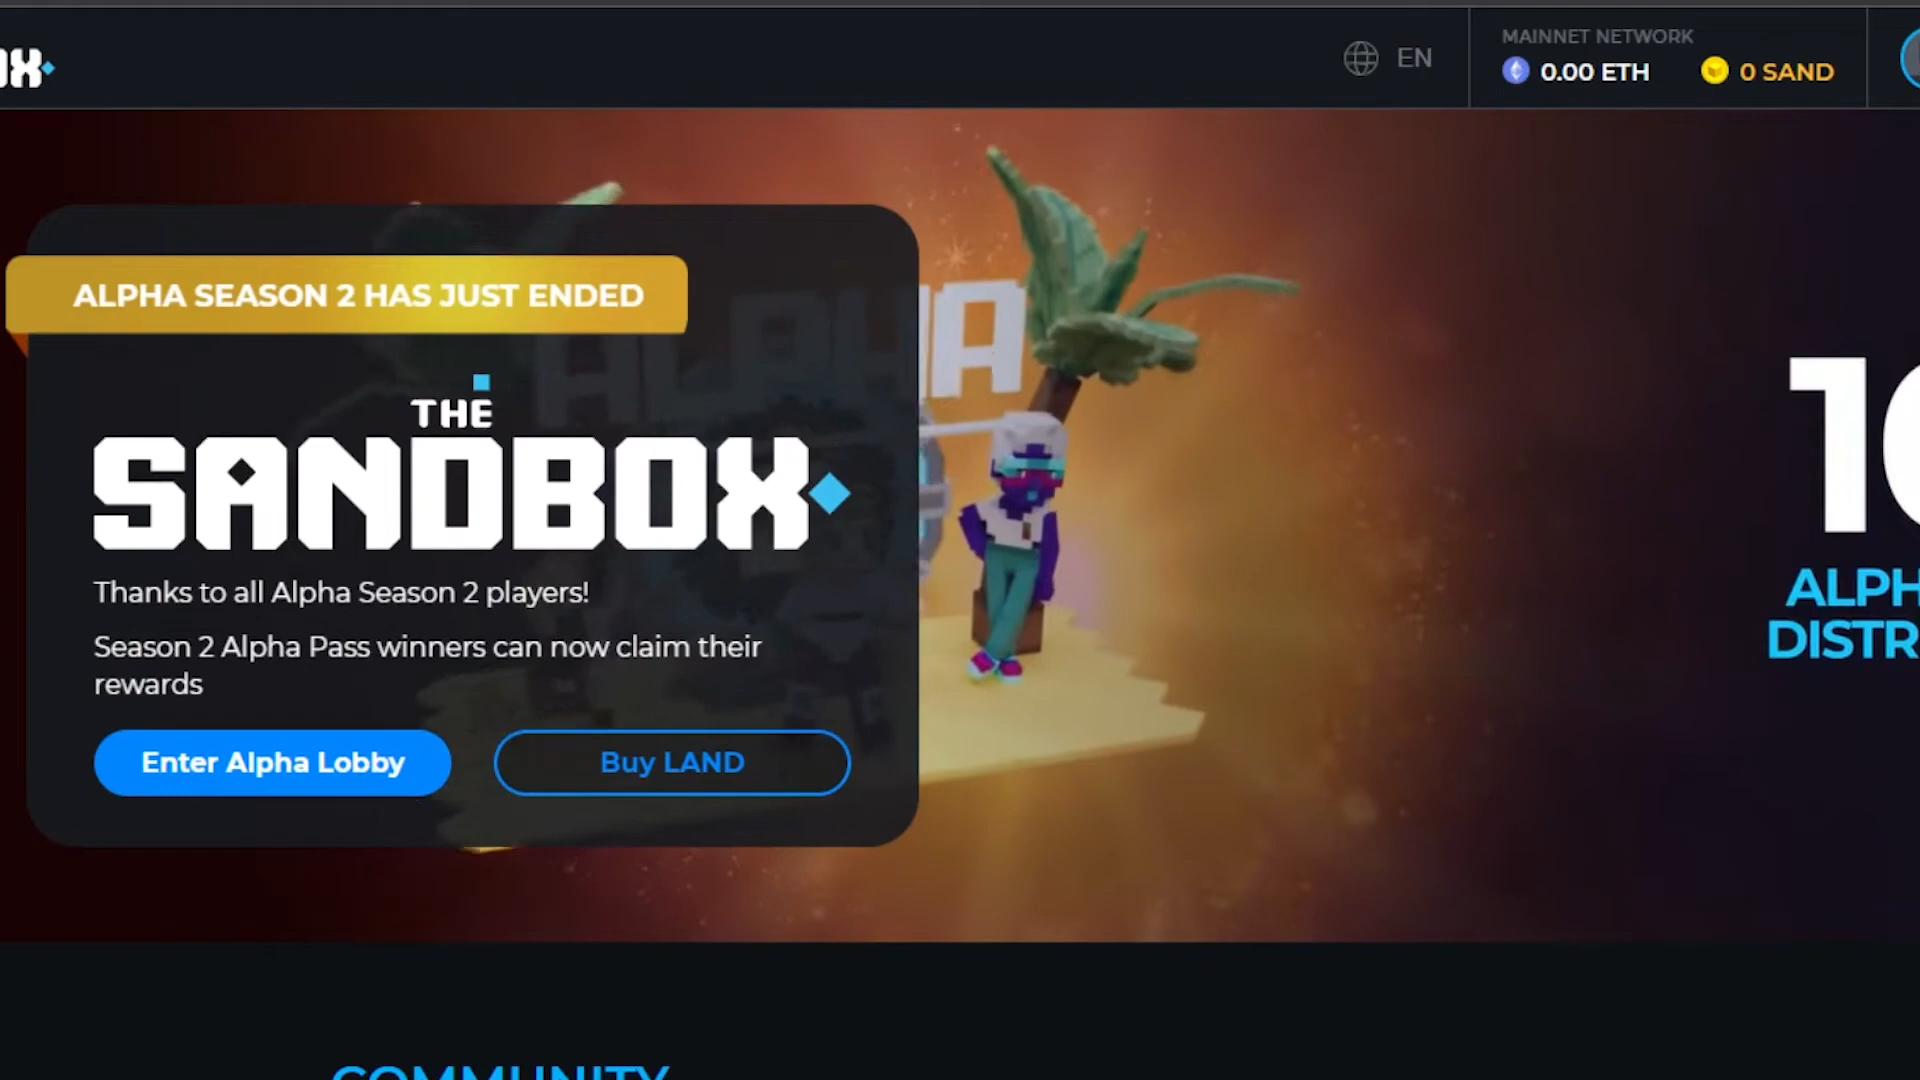 EN
MAINNET NETWORK
0.00 ETH 0 SAND
ALPHA SEASON 2 HAS JUST ENDED
THE
SANDBOX
Thanks to all Alpha Season 2 players!
Season 2 Alpha Pass winners can now claim their
rewards
Enter Alpha Lobby
Buy LAND
ALPHA
COMMUNITY